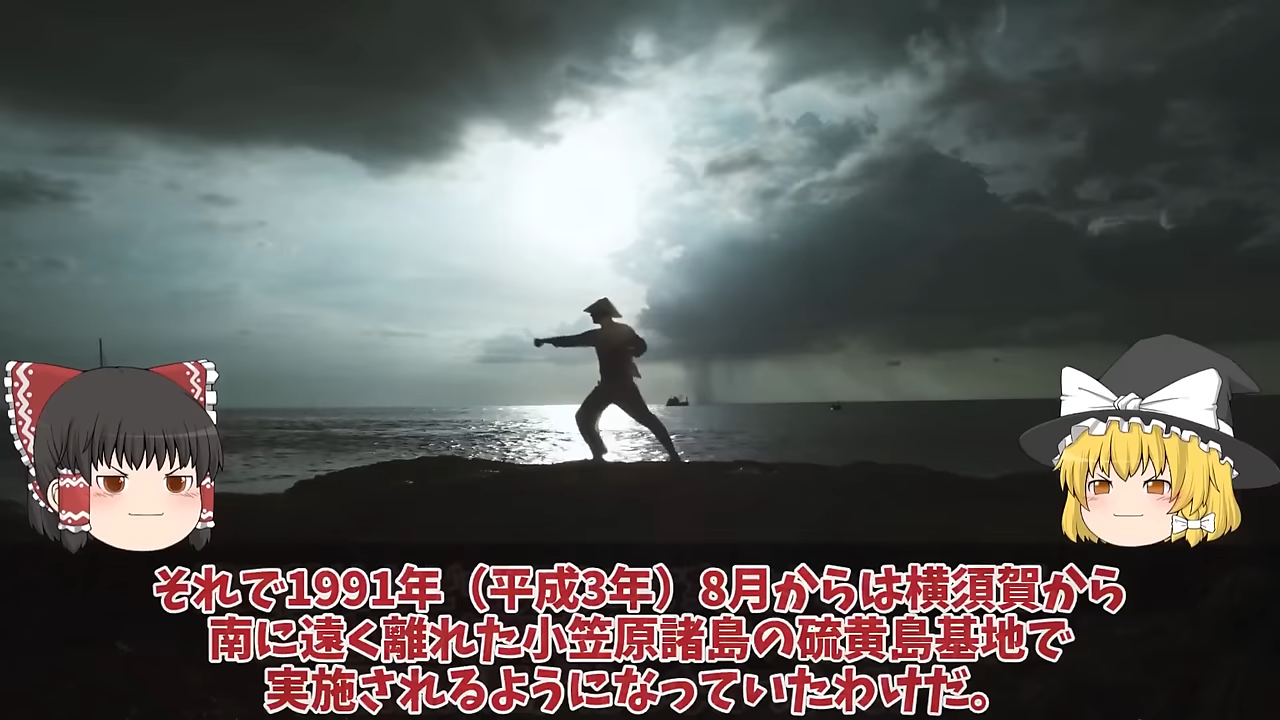 それで1991年（平成3年）8月からは横須賀から
南に遠く離れた小笠原諸島の硫黄島基地で
実施されるようになっていたわけだ。